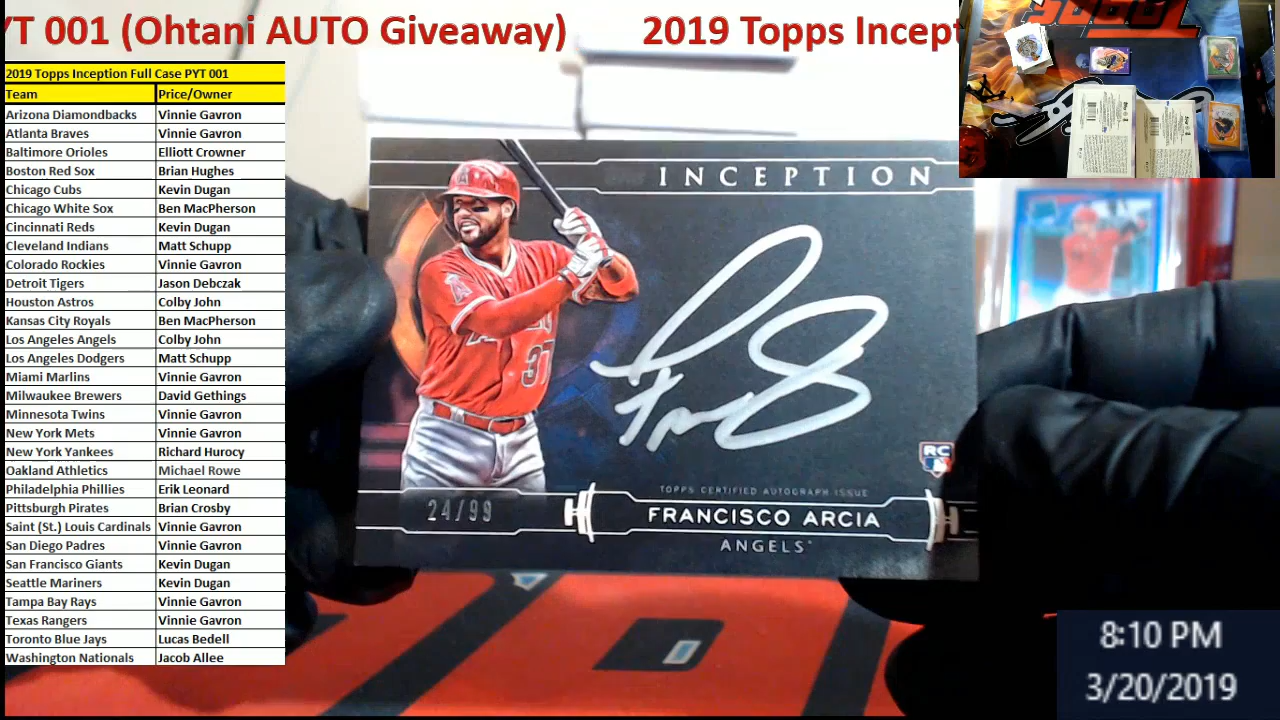 YT 001 (Ohtani AUTO Giveaway) 2019 Topps Incept
2019 Topps Inception Full Case PYT 001
Team Price/Owner
Arizona Diamondbacks Vinnie Gavron
Atlanta Braves Vinnie Gavron
Baltimore Orioles Elliott Crowner
Boston Red Sox Brian Hughes
Chicago Cubs Kevin Dugan
Chicago White Sox Ben MacPherson
Cincinnati Reds Kevin Dugan
Cleveland Indians Matt Schupp
Colorado Rockies Vinnie Gavron
Detroit Tigers Jason Debczak
Houston Astros Colby John
Kansas City Royals Ben MacPherson
Los Angeles Angels Colby John
Los Angeles Dodgers Matt Schupp
Miami Marlins Vinnie Gavron
Milwaukee Brewers David Gethings
Minnesota Twins Vinnie Gavron
New York Mets Vinnie Gavron
New York Yankees Richard Hurocy
Oakland Athletics Michael Rowe
Philadelphia Phillies Erik Leonard
Pittsburgh Pirates Brian Crosby
Saint (St.) Louis Cardinals Vinnie Gavron
San Diego Padres Vinnie Gavron
San Francisco Giants Kevin Dugan
Seattle Mariners Kevin Dugan
Tampa Bay Rays Vinnie Gavron
Texas Rangers Vinnie Gavron
Toronto Blue Jays Lucas Bedell
Washington Nationals Jacob Allee
INCEPTION
A
A
37
RC
TOPPS CERTIFIED AUTOGRAPH ISSUE
24/99
FRANCISCO ARCIA
ANGELS
8:10 PM
3/20/2019